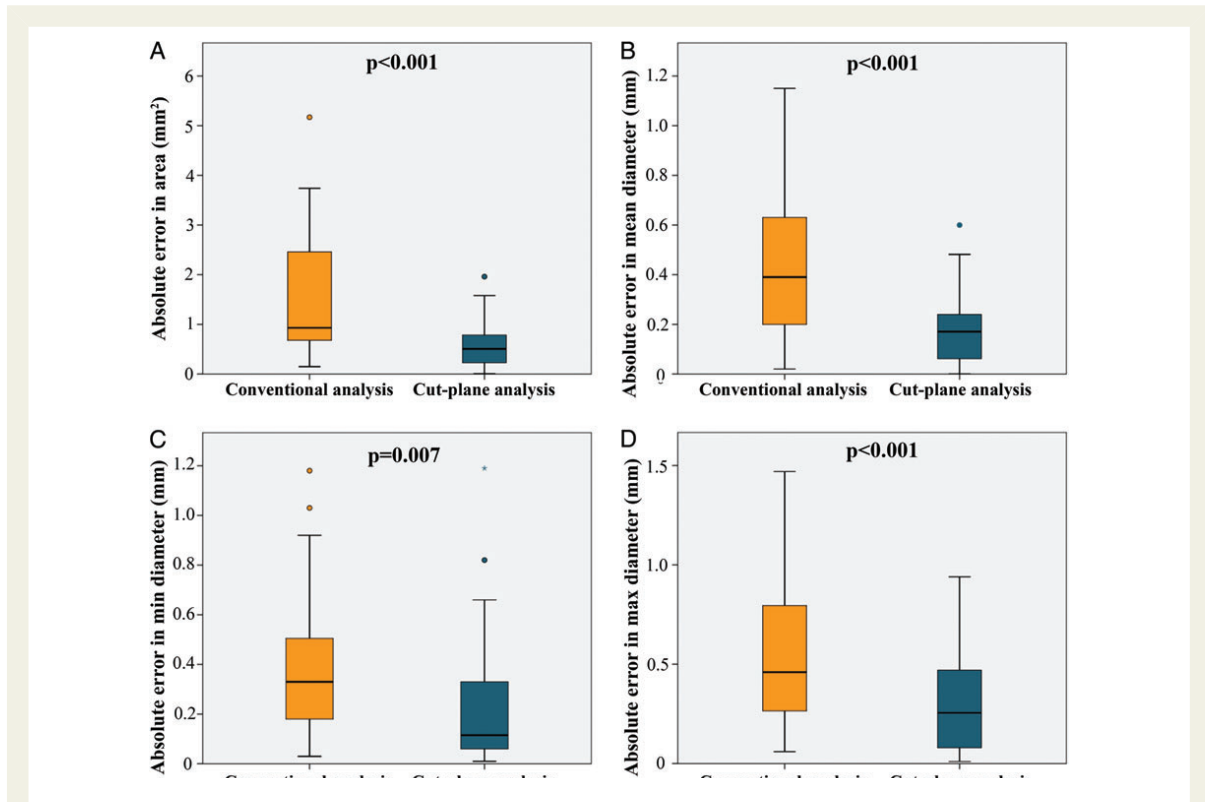 A
p<0.001
Absolute error in area (mm²)
6
5
4
3
2
1
0
Conventional analysis Cut-plane analysis
B
p<0.001
Absolute error in mean diameter (mm)
1.2
1.0
0.8
0.6
0.4
0.2
0
Conventional analysis Cut-plane analysis
C
p=0.007
Absolute error in min diameter (mm)
1.2
1.0
0.8
0.6
0.4
0.2
0
D
p<0.001
Absolute error in max diameter (mm)
1.5
1.0
0.5
0